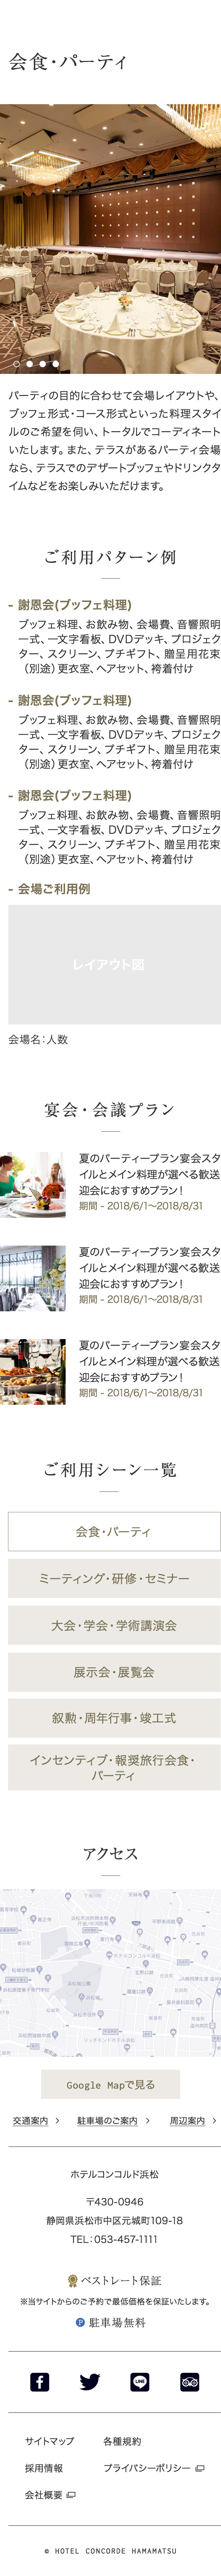 会食・パーティ
パーティの目的に合わせて会場レイアウトや、
ブッフェ形式・コース形式といった料理スタイ
ルのご希望を伺い、トータルでコーディネート
いたします。また、テラスがあるパーティ会場
なら、テラスでのデザートブッフェやドリンクタ
イムなどをお楽しみいただけます。
ご利用パターン例
- 謝恩会(ブッフェ料理)
ブッフェ料理、お飲み物、会場費、音響照明
一式、一文字看板、DVDデッキ、プロジェク
ター、スクリーン、プチギフト、贈呈用花束
（別途）更衣室、ヘアセット、袴着付け
- 謝恩会(ブッフェ料理)
ブッフェ料理、お飲み物、会場費、音響照明
一式、一文字看板、DVDデッキ、プロジェク
ター、スクリーン、プチギフト、贈呈用花束
（別途）更衣室、ヘアセット、袴着付け
- 謝恩会(ブッフェ料理)
ブッフェ料理、お飲み物、会場費、音響照明
一式、一文字看板、DVDデッキ、プロジェク
ター、スクリーン、プチギフト、贈呈用花束
（別途）更衣室、ヘアセット、袴着付け
- 会場ご利用例
レイアウト図
会場名：人数
宴会・会議プラン
夏のパーティープラン宴会スタ
イルとメイン料理が選べる歓送
迎会におすすめプラン！
期間 - 2018/6/1〜2018/8/31
夏のパーティープラン宴会スタ
イルとメイン料理が選べる歓送
迎会におすすめプラン！
期間 - 2018/6/1〜2018/8/31
夏のパーティープラン宴会スタ
イルとメイン料理が選べる歓送
迎会におすすめプラン！
期間 - 2018/6/1〜2018/8/31
ご利用シーン一覧
会食・パーティ
ミーティング・研修・セミナー
大会・学会・学術講演会
展示会・展覧会
叙勲・周年行事・竣工式
インセンティブ・報奨旅行会食・
パーティ
アクセス
ホテルコンコルド浜松
浜松城公園
Google Mapで見る
交通案内
駐車場のご案内
周辺案内
ホテルコンコルド浜松
〒430-0946
静岡県浜松市中区元城町109-18
TEL：053-457-1111
ベストレート保証
※当サイトからのご予約で最低価格を保証いたします。
P 駐車場無料
LINE
サイトマップ
各種規約
採用情報
プライバシーポリシー
会社概要
© HOTEL CONCORDE HAMAMATSU